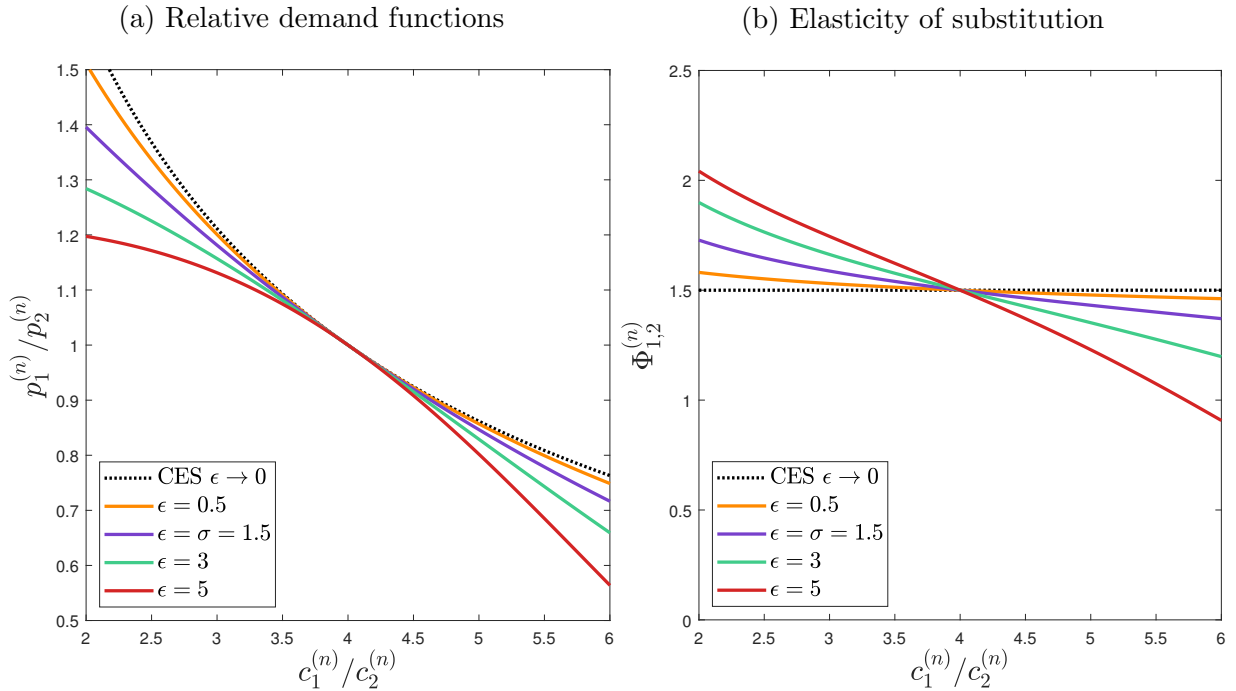 (a) Relative demand functions
1.5
1.4
1.3
1.2
1.1
1
0.9
0.8
0.7
0.6
0.5
p_1^{(n)}/p_2^{(n)}
CES ϵ → 0
ϵ = 0.5
ϵ = σ = 1.5
ϵ = 3
ϵ = 5
2 2.5 3 3.5 4 4.5 5 5.5 6
c_1^{(n)}/c_2^{(n)}
(b) Elasticity of substitution
2.5
2
1.5
1
0.5
0
Φ_{1,2}^{(n)}
CES ϵ → 0
ϵ = 0.5
ϵ = σ = 1.5
ϵ = 3
ϵ = 5
2 2.5 3 3.5 4 4.5 5 5.5 6
c_1^{(n)}/c_2^{(n)}